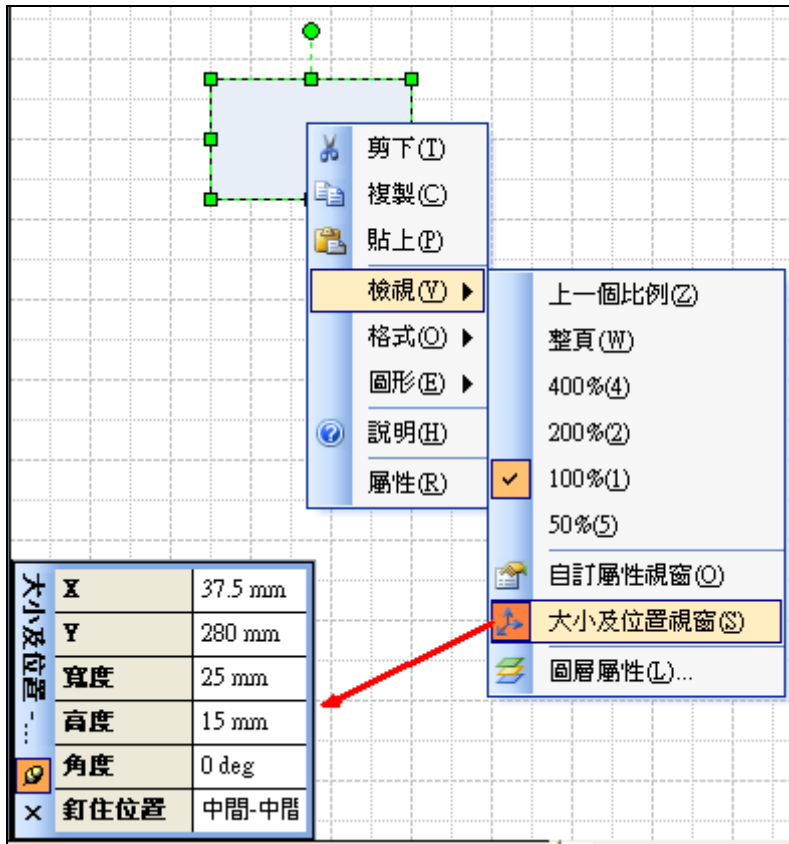 剪下(T)
複製(C)
貼上(P)
檢視(V)
格式(O)
圖形(E)
說明(H)
屬性(R)
上一個比例(Z)
整頁(W)
400%(4)
200%(2)
100%(1)
50%(5)
自訂屬性視窗(O)
大小及位置視窗(S)
圖層屬性(L)...
大小及位置 - ...
X 37.5 mm
Y 280 mm
寬度 25 mm
高度 15 mm
角度 0 deg
釘住位置 中間-中間